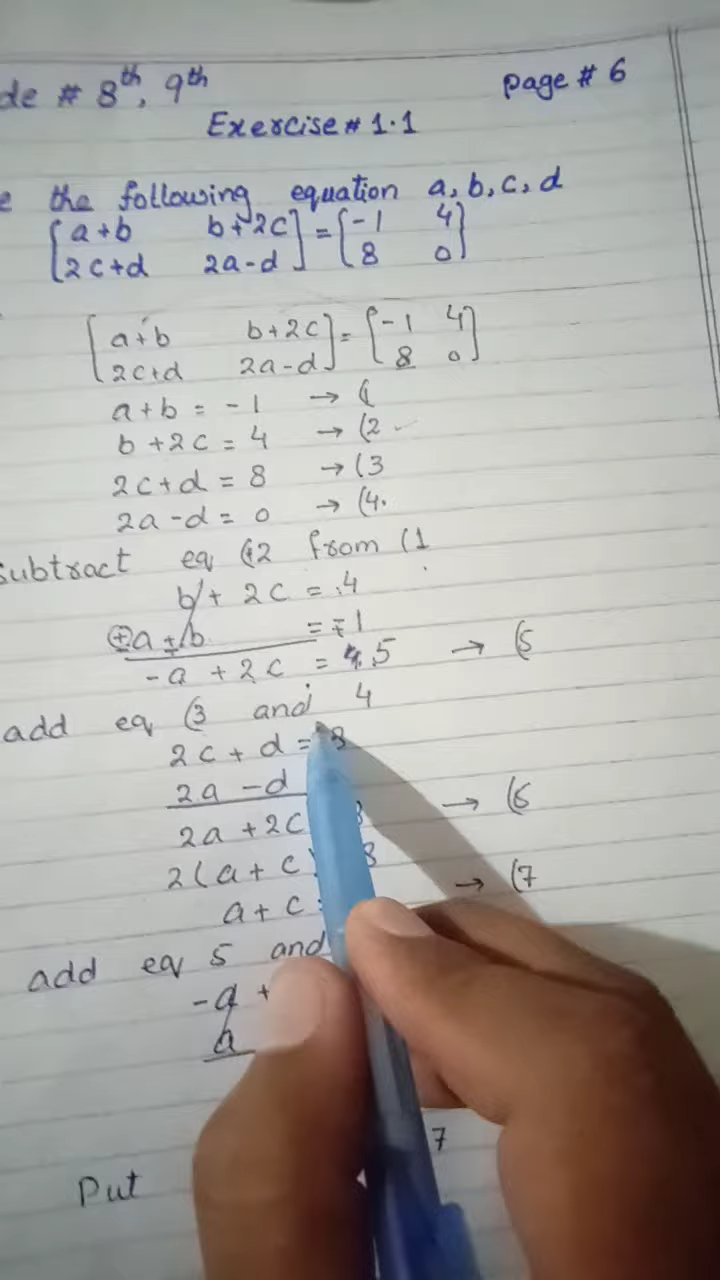 de # 8th, 9th page # 6
Exercise # 1.1
e the following equation a, b, c, d
[a+b b+2c] = [-1 4]
[2c+d 2a-d] [8 0]
[a+b b+2c] = [-1 4]
[2c+d 2a-d] [8 0]
a+b = -1 → (1
b+2c = 4 → (2
2c+d = 8 → (3
2a-d = 0 → (4.
Subtract eq (2 from (1
b + 2c = 4
a + b = -1
-a + 2c = 5 → (5
add eq (3 and 4
2c + d = 8
2a - d
2a + 2c 8 → (6
2(a + c) 8
a + c = → (7
add eq 5 and
-a +
a
7
Put